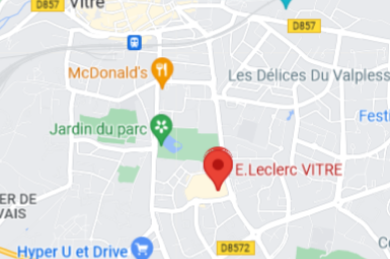 D857
Vitré
D857
McDonald's
Les Délices Du Valpless
Jardin du parc
Festi
E.Leclerc VITRE
ER DE
VAIS
Hyper U et Drive
D8572
C